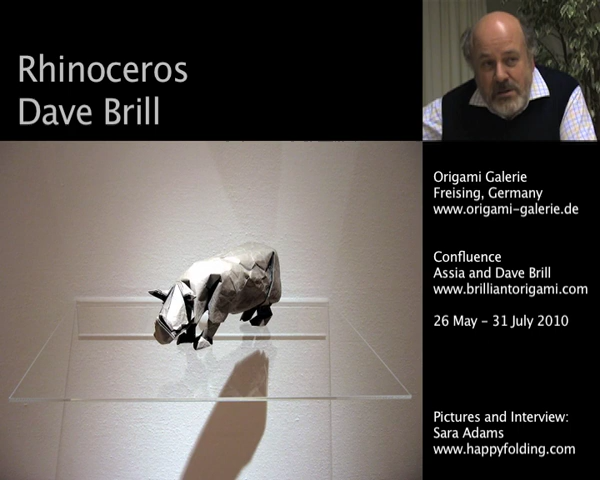 Rhinoceros
Dave Brill
Origami Galerie
Freising, Germany
www.origami-galerie.de
Confluence
Assia and Dave Brill
www.brilliantorigami.com
26 May - 31 July 2010
Pictures and Interview:
Sara Adams
www.happyfolding.com